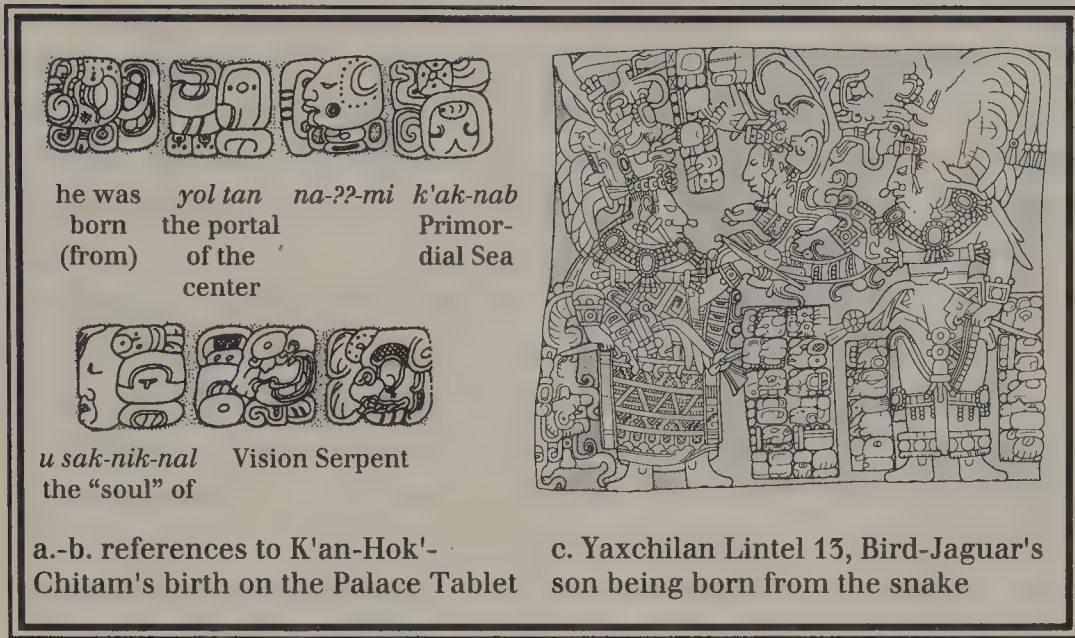 he was
born
(from)
yol tan
the portal
of the
center
na-??-mi
k'ak-nab
Primor-
dial Sea
u sak-nik-nal
the "soul" of
Vision Serpent
a.-b. references to K'an-Hok'-
Chitam's birth on the Palace Tablet
c. Yaxchilan Lintel 13, Bird-Jaguar's
son being born from the snake